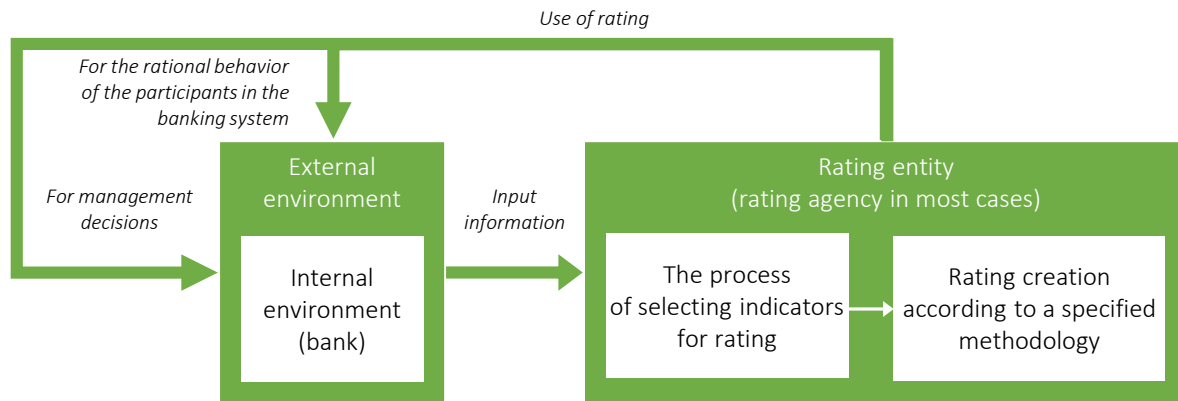 Use of rating
For the rational behavior
of the participants in the
banking system
For management
decisions
External
environment
Internal
environment
(bank)
Input
information
Rating entity
(rating agency in most cases)
The process
of selecting indicators
for rating
Rating creation
according to a specified
methodology